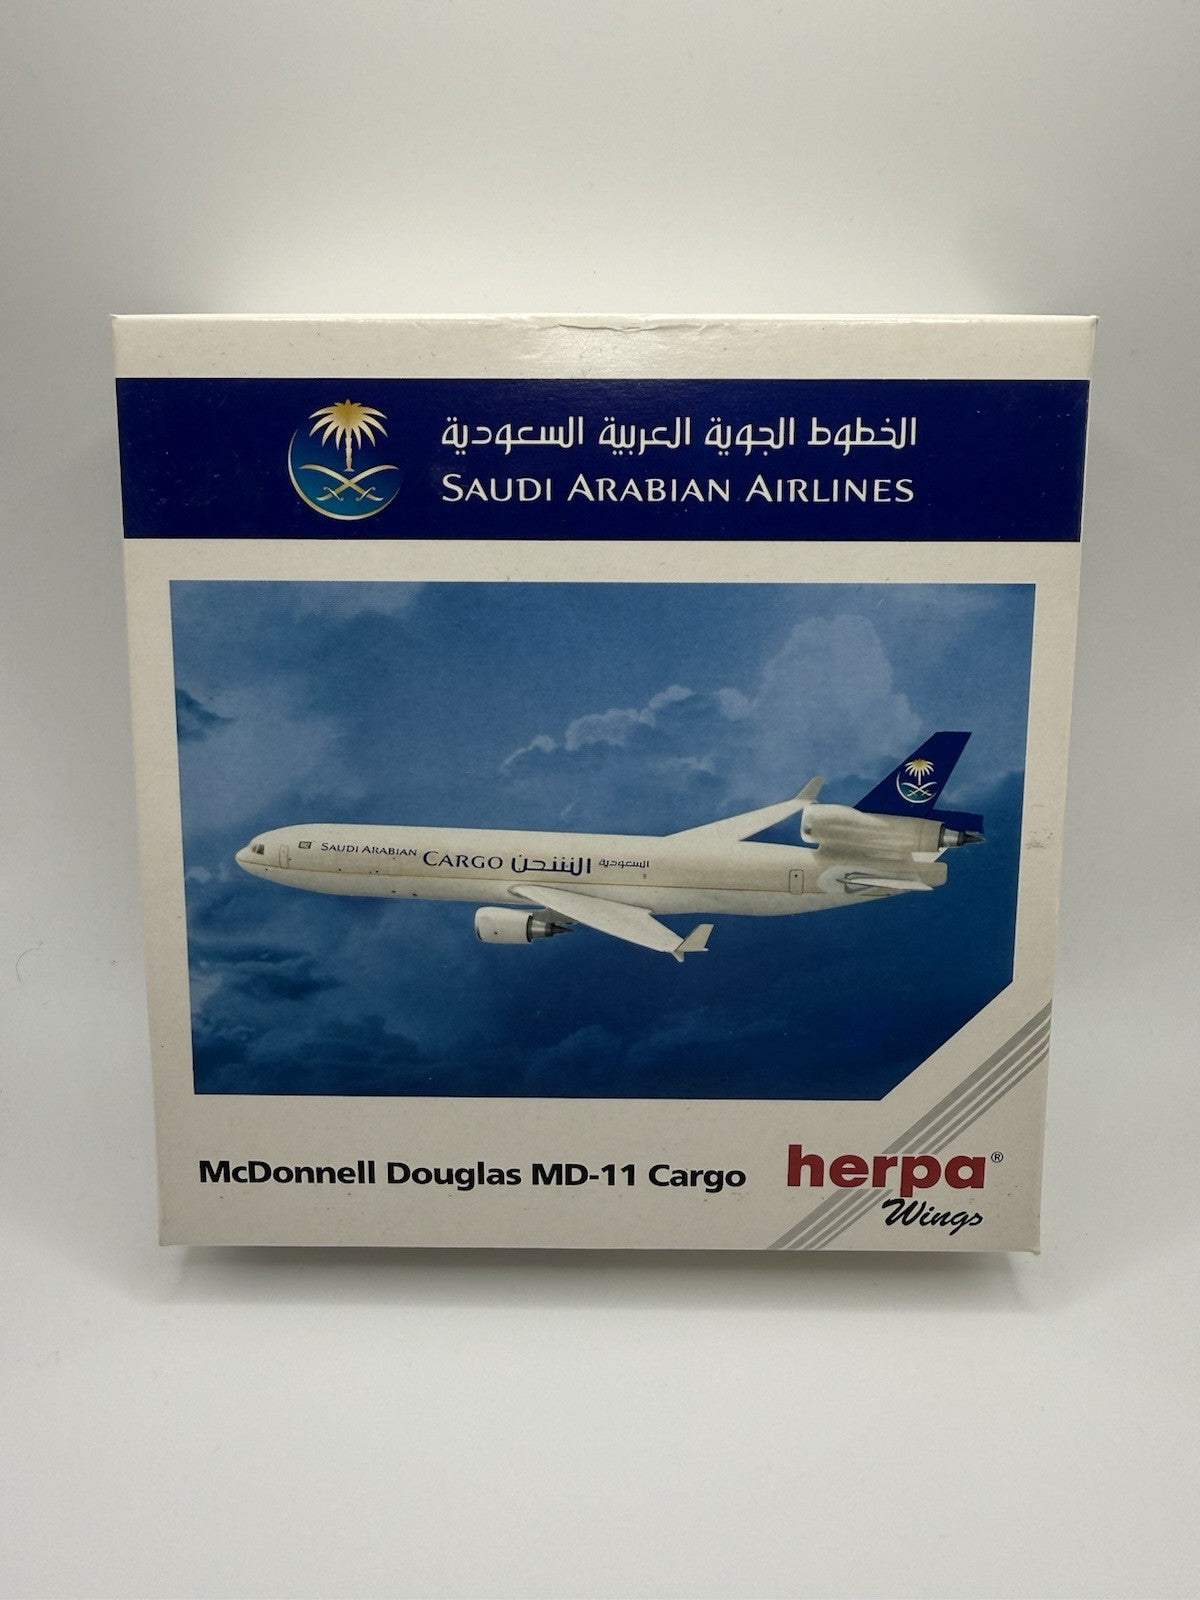 الخطوط الجوية العربية السعودية
SAUDI ARABIAN AIRLINES
SAUDI ARABIAN CARGO الشحن السعودية
McDonnell Douglas MD-11 Cargo
herpa®
Wings